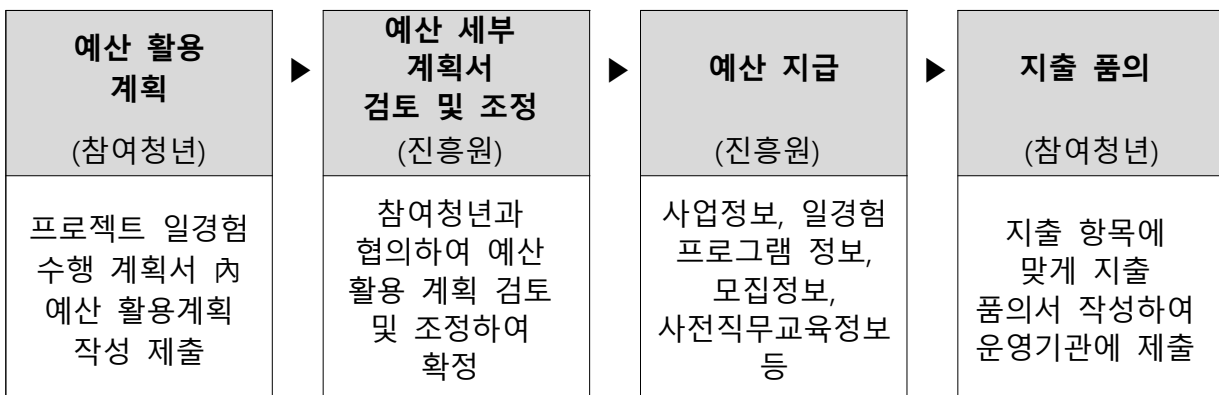 예산 활용
계획
(참여청년)
프로젝트 일경험
수행 계획서 內
예산 활용계획
작성 제출
▶
예산 세부
계획서
검토 및 조정
(진흥원)
참여청년과
협의하여 예산
활용 계획 검토
및 조정하여
확정
▶
예산 지급
(진흥원)
사업정보, 일경험
프로그램 정보,
모집정보,
사전직무교육정보
등
▶
지출 품의
(참여청년)
지출 항목에
맞게 지출
품의서 작성하여
운영기관에 제출